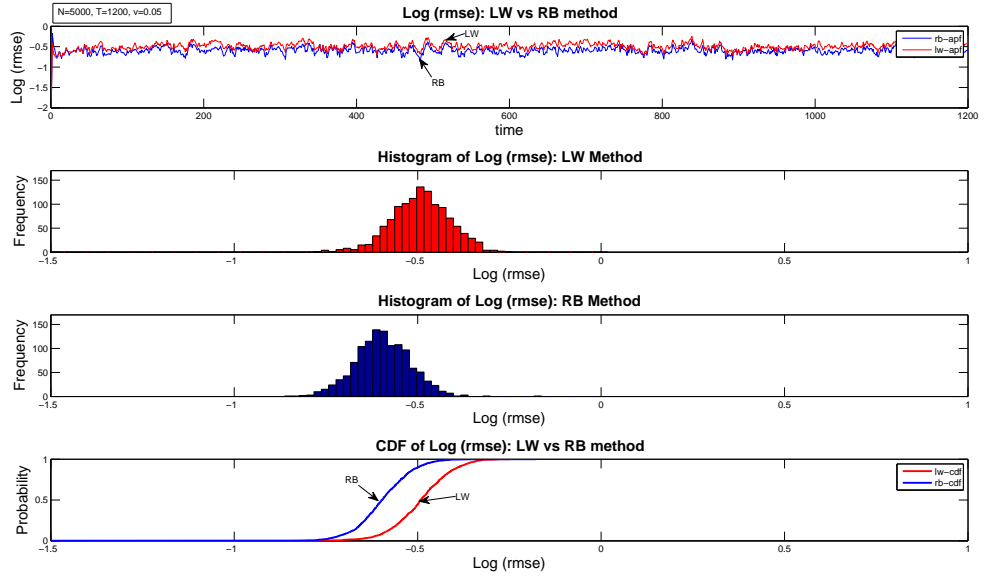 N=5000, T=1200, v=0.05
Log (rmse): LW vs RB method
Log (rmse)
0
−0.5
−1
−1.5
−2
LW
RB
rb−apf
lw−apf
0 200 400 600 800 1000 1200
time
Histogram of Log (rmse): LW Method
Frequency
150
100
50
0
−1.5 −1 −0.5 0 0.5 1
Log (rmse)
Histogram of Log (rmse): RB Method
Frequency
150
100
50
0
−1.5 −1 −0.5 0 0.5 1
Log (rmse)
CDF of Log (rmse): LW vs RB method
Probability
1
0.5
0
RB
LW
lw−cdf
rb−cdf
−1.5 −1 −0.5 0 0.5 1
Log (rmse)